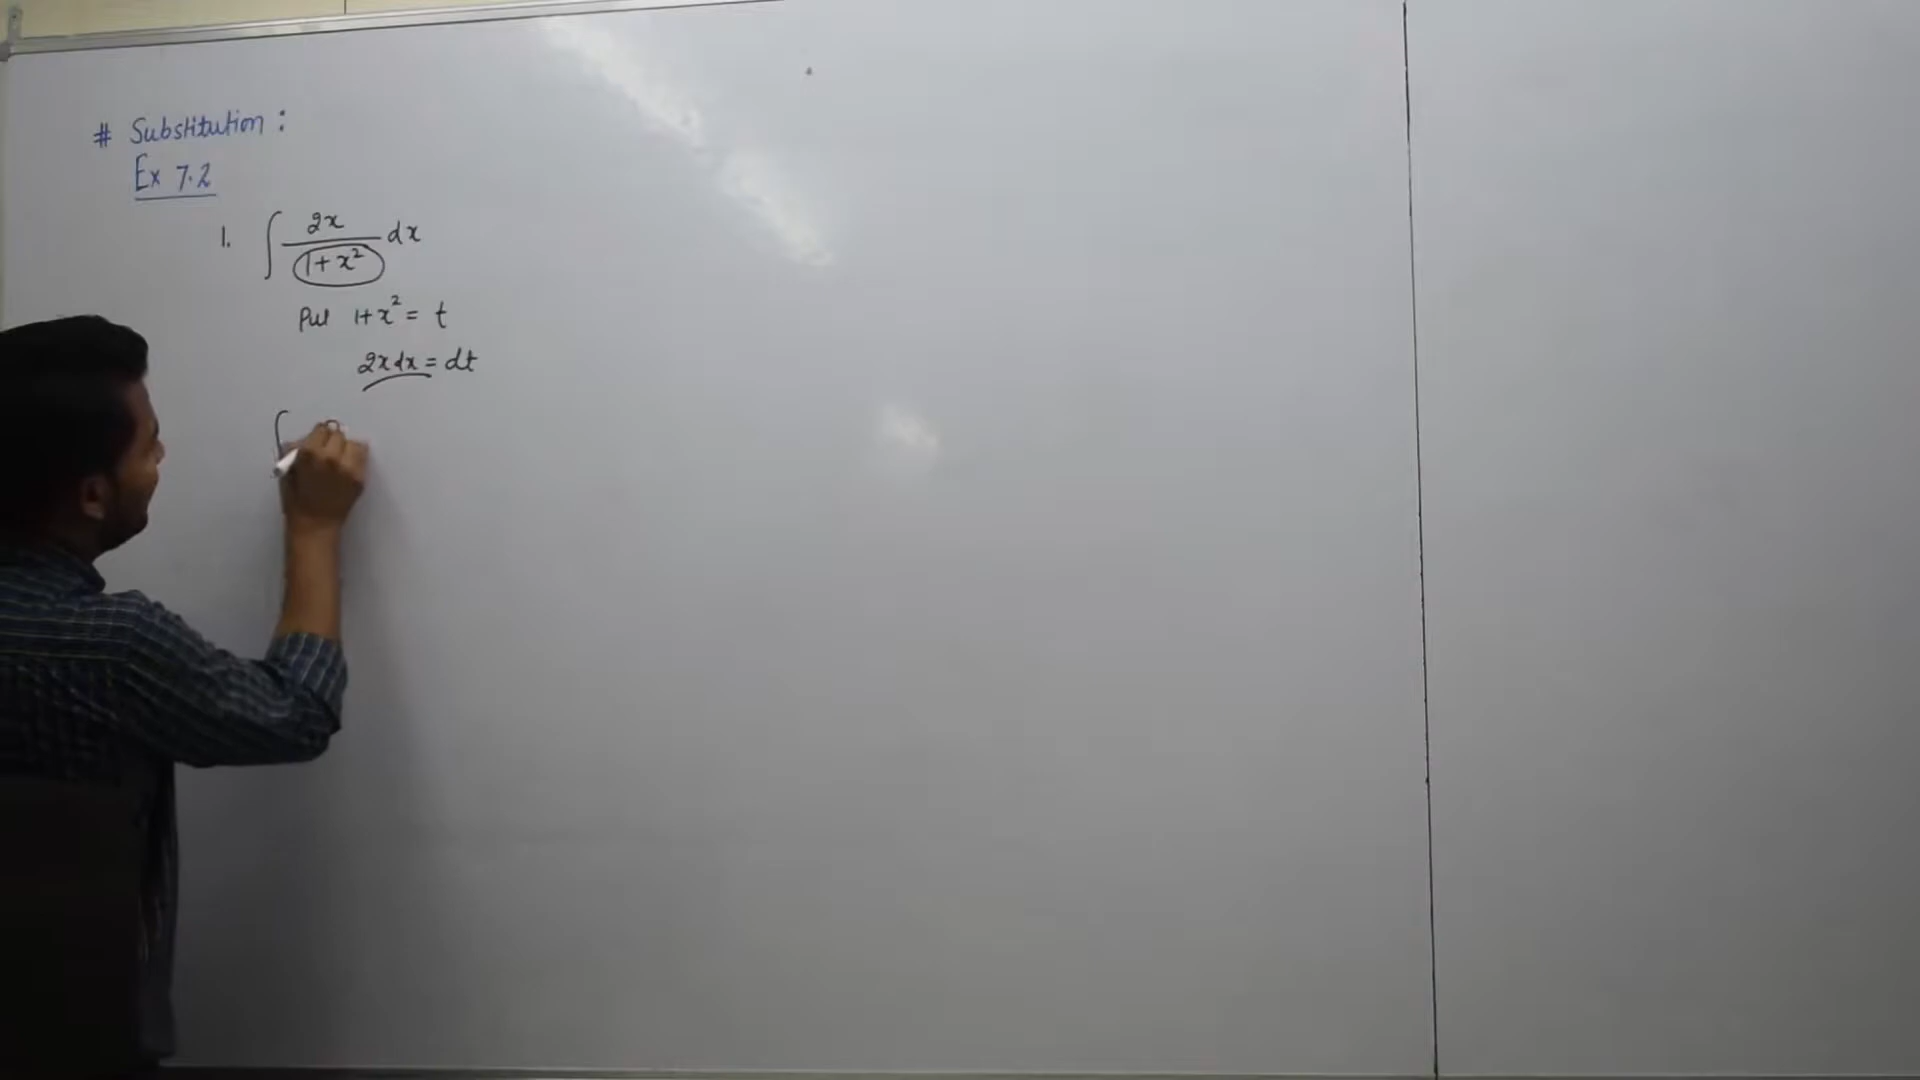 # Substitution :
Ex 7.2
1. ∫ 2x / 1+x² dx
Put 1+x² = t
2x dx = dt
∫